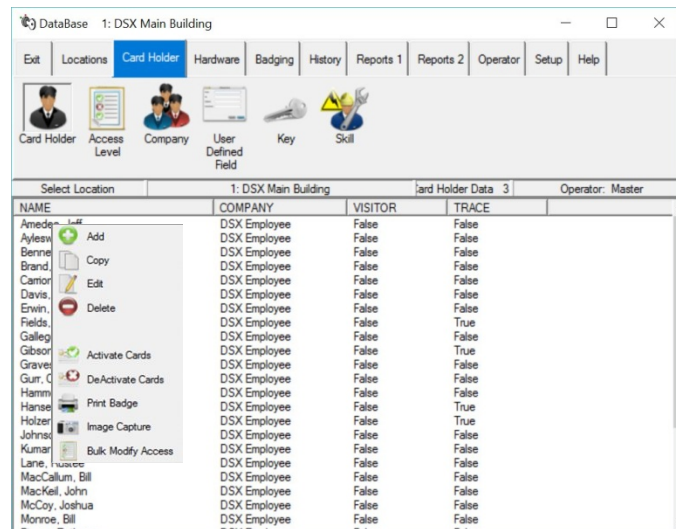 DataBase 1: DSX Main Building
Exit Locations Card Holder Hardware Badging History Reports 1 Reports 2 Operator Setup Help
Card Holder Access Level Company User Defined Field Key Skill
Select Location 1: DSX Main Building Card Holder Data 3 Operator: Master
NAME COMPANY VISITOR TRACE
DSX Employee False False
DSX Employee False False
DSX Employee False False
DSX Employee False False
DSX Employee False False
DSX Employee False False
DSX Employee False False
DSX Employee False True
DSX Employee False False
DSX Employee False True
DSX Employee False False
DSX Employee False False
DSX Employee False False
DSX Employee False True
DSX Employee False True
DSX Employee False False
DSX Employee False False
Lane, DSX Employee False False
MacCallum, Bill DSX Employee False False
MacKeil, John DSX Employee False False
McCoy, Joshua DSX Employee False False
Monroe, Bill DSX Employee False False
Add
Copy
Edit
Delete
Activate Cards
DeActivate Cards
Print Badge
Image Capture
Bulk Modify Access